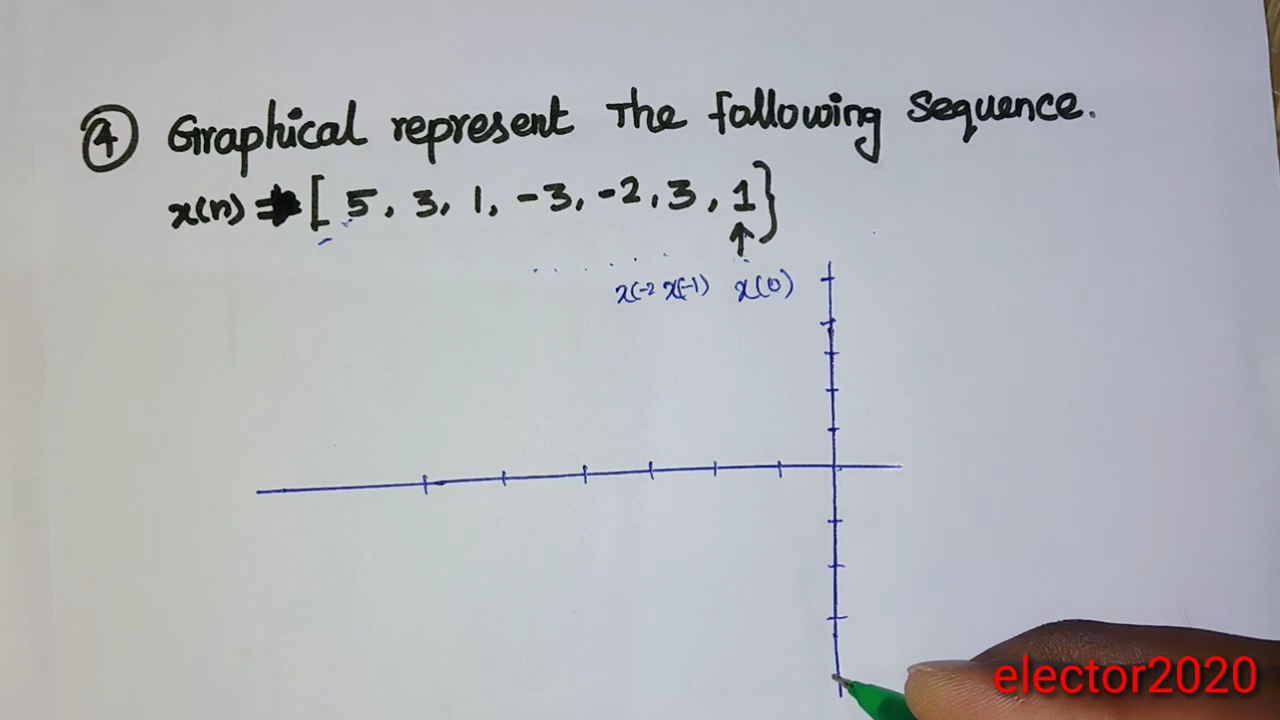 ④ Graphical represent The following sequence.
x(n) = [ 5, 3, 1, -3, -2, 3, 1}
↑
x(-2 x(-1) x(0)
elector2020